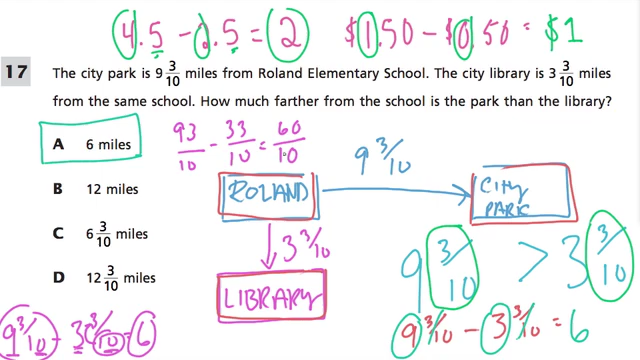 4.5 - 2.5 = 2 $1.50 - $0.50 = $1
17 The city park is 9 3/10 miles from Roland Elementary School. The city library is 3 3/10 miles
from the same school. How much farther from the school is the park than the library?
A 6 miles
93/10 - 33/10 = 60/10
9 3/10
B 12 miles
ROLAND
CITY
PARK
C 6 3/10 miles
3 3/10
9 3/10 > 3 3/10
D 12 3/10 miles
LIBRARY
9 3/10 - 3 3/10 = 6
9 3/10 - 3 3/10 = 6